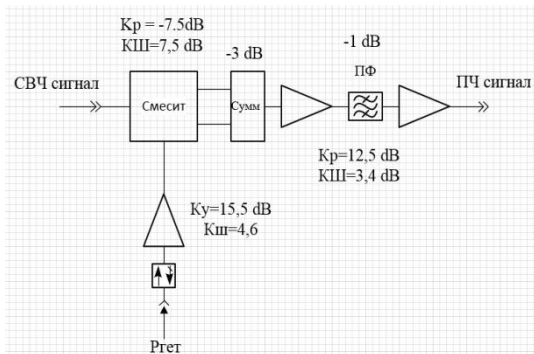 Кр = -7.5dB
КШ=7,5 dB
-3 dB
-1 dB
ПФ
СВЧ сигнал
ПЧ сигнал
Смесит
Сумм
Кр=12,5 dB
КШ=3,4 dB
Ку=15,5 dB
Кш=4,6
Ргет